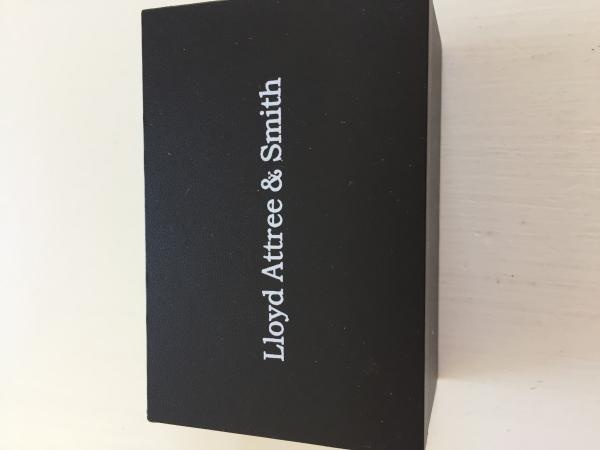 Lloyd Attree & Smith